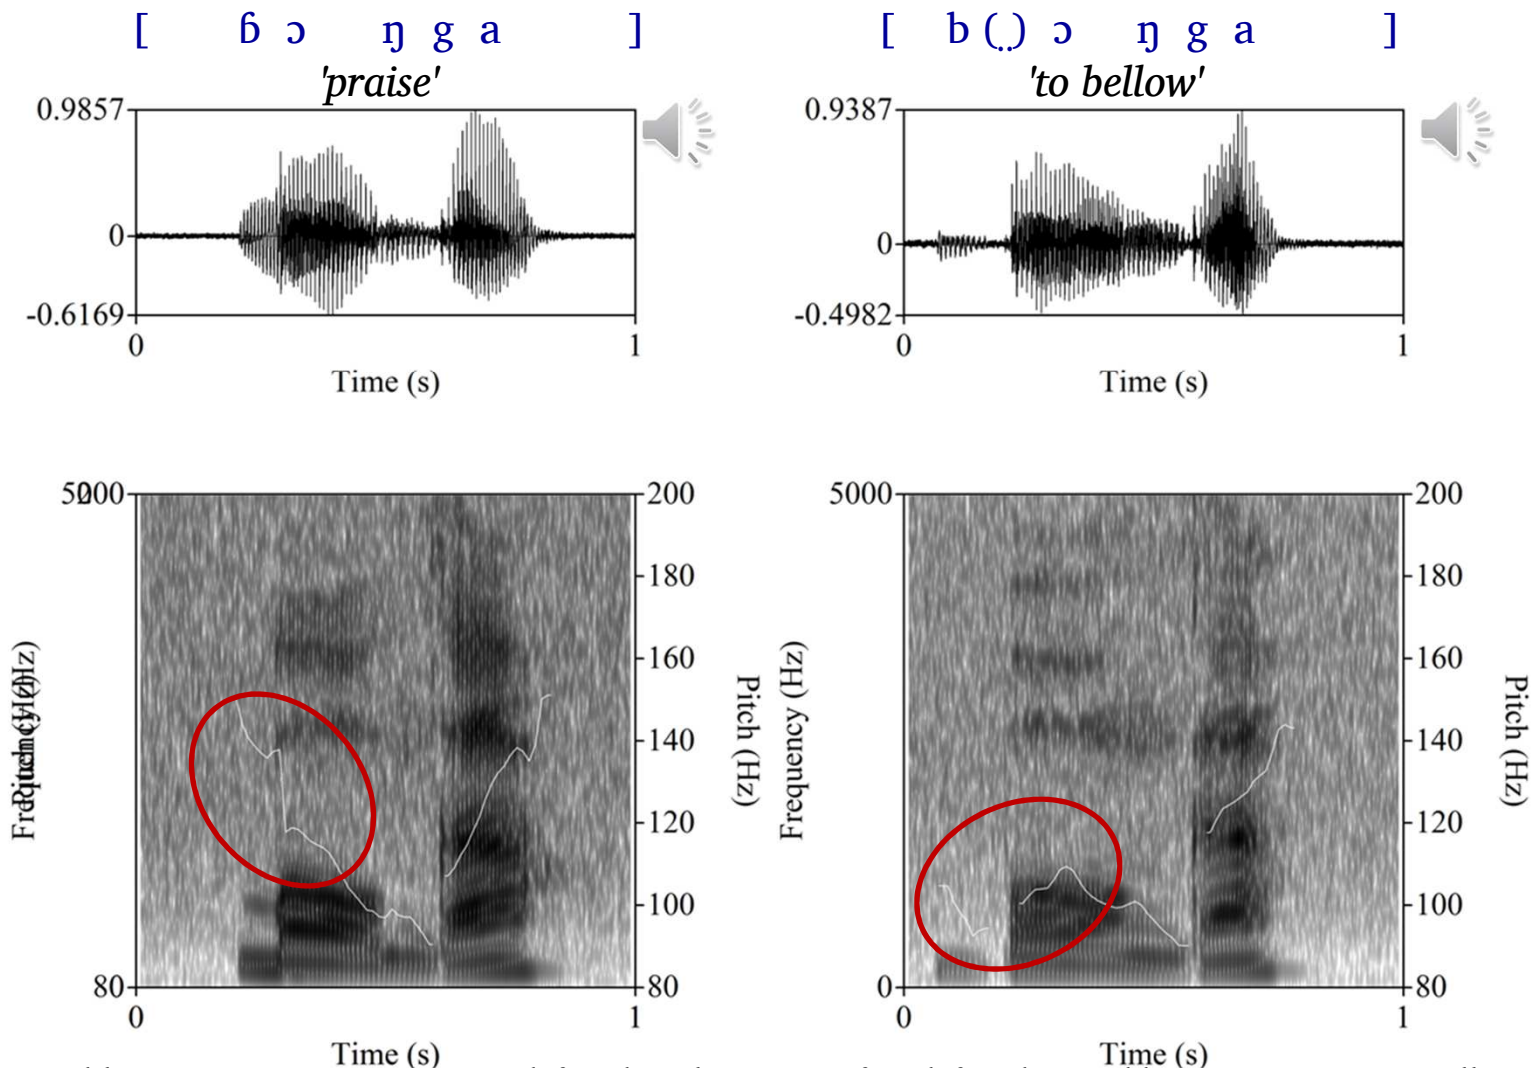 [ ɓ ɔ ŋ g a ]
'praise'
0.9857
0
-0.6169
0
1
Time (s)
[ b (̤) ɔ ŋ g a ]
'to bellow'
0.9387
0
-0.4982
0
1
Time (s)
200
180
160
140
120
100
80
Pitch (Hz)
80
0
1
Time (s)
5000
0
Frequency (Hz)
200
180
160
140
120
100
80
Pitch (Hz)
0
1
Time (s)